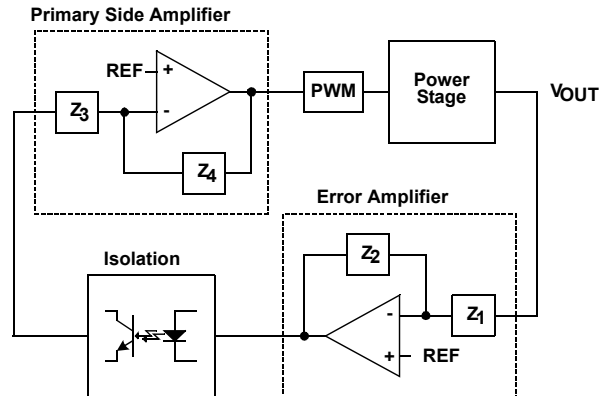 Primary Side Amplifier
REF
+
-
Z3
Z4
PWM
Power
Stage
VOUT
Error Amplifier
Isolation
Z2
-
Z1
+
REF